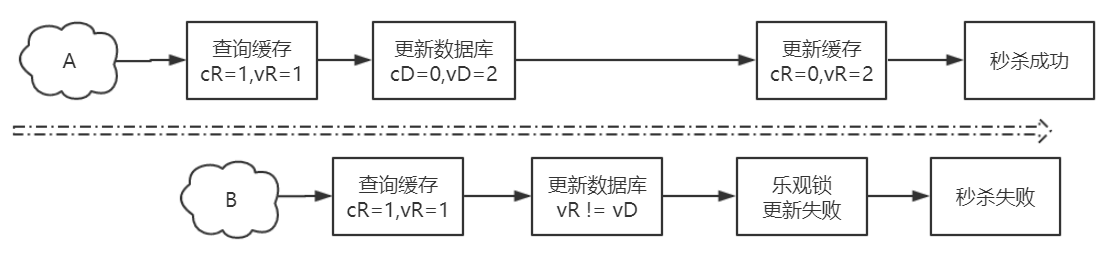 A
查询缓存
cR=1,vR=1
更新数据库
cD=0,vD=2
更新缓存
cR=0,vR=2
秒杀成功
B
查询缓存
cR=1,vR=1
更新数据库
vR != vD
乐观锁
更新失败
秒杀失败